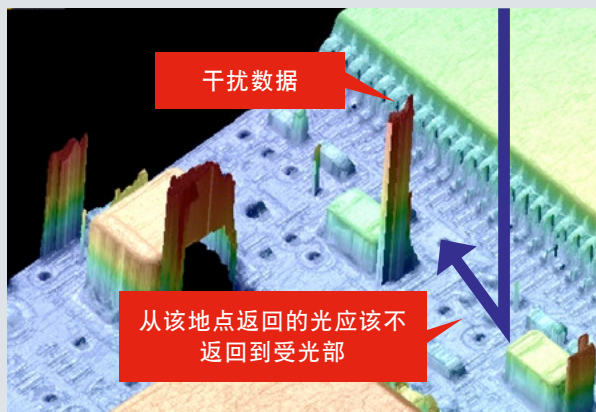 干扰数据
从该地点返回的光应该不
返回到受光部